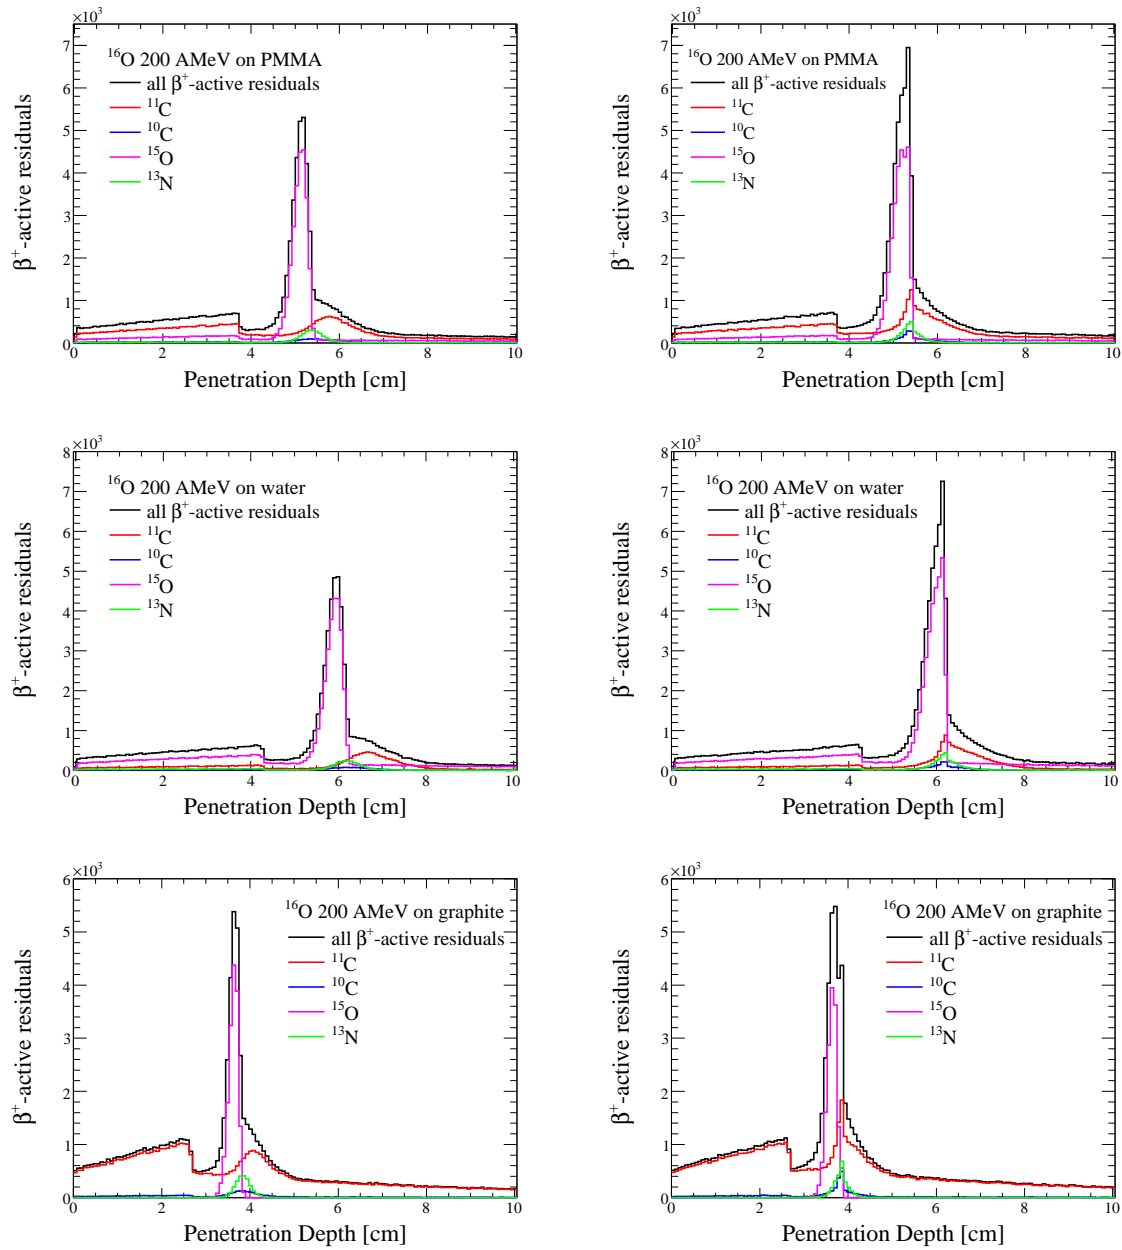 ×10³
7
6
5
4
3
2
1
0
β⁺-active residuals
¹⁶O 200 AMeV on PMMA
all β⁺-active residuals
¹¹C
¹⁰C
¹⁵O
¹³N
0 2 4 6 8 10
Penetration Depth [cm]
×10³
7
6
5
4
3
2
1
0
β⁺-active residuals
¹⁶O 200 AMeV on PMMA
all β⁺-active residuals
¹¹C
¹⁰C
¹⁵O
¹³N
0 2 4 6 8 10
Penetration Depth [cm]
×10³
8
7
6
5
4
3
2
1
0
β⁺-active residuals
¹⁶O 200 AMeV on water
all β⁺-active residuals
¹¹C
¹⁰C
¹⁵O
¹³N
0 2 4 6 8 10
Penetration Depth [cm]
×10³
8
7
6
5
4
3
2
1
0
β⁺-active residuals
¹⁶O 200 AMeV on water
all β⁺-active residuals
¹¹C
¹⁰C
¹⁵O
¹³N
0 2 4 6 8 10
Penetration Depth [cm]
×10³
6
5
4
3
2
1
0
β⁺-active residuals
¹⁶O 200 AMeV on graphite
all β⁺-active residuals
¹¹C
¹⁰C
¹⁵O
¹³N
0 2 4 6 8 10
Penetration Depth [cm]
×10³
6
5
4
3
2
1
0
β⁺-active residuals
¹⁶O 200 AMeV on graphite
all β⁺-active residuals
¹¹C
¹⁰C
¹⁵O
¹³N
0 2 4 6 8 10
Penetration Depth [cm]